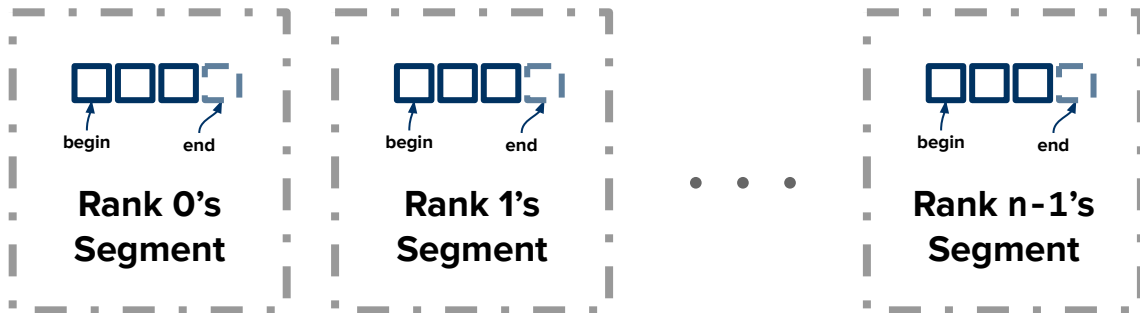 begin
end
Rank 0’s
Segment
begin
end
Rank 1’s
Segment
begin
end
Rank n-1’s
Segment